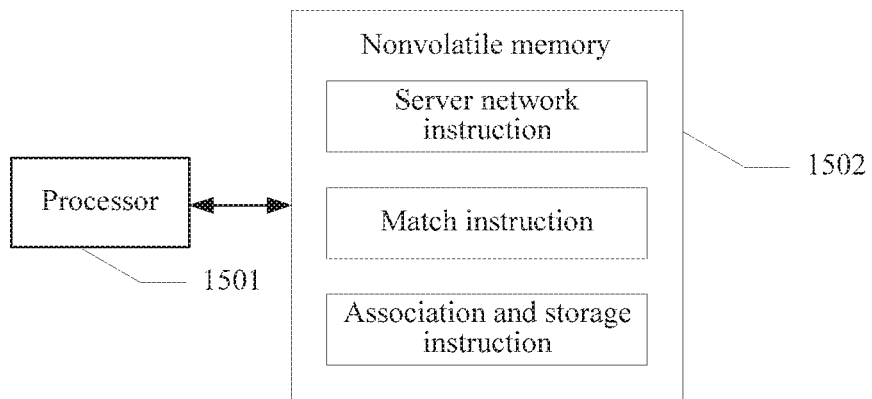 Nonvolatile memory
Server network
instruction
1502
Processor
Match instruction
1501
Association and storage
instruction